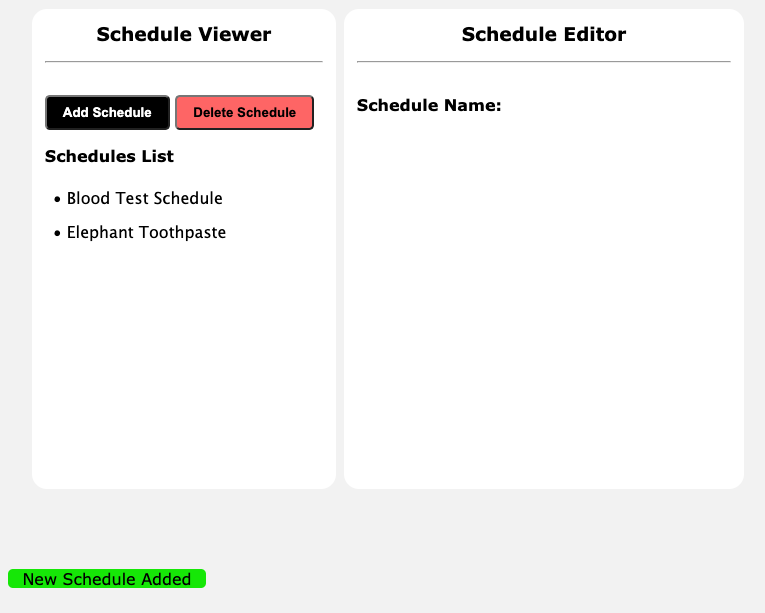 Schedule Viewer
Add Schedule Delete Schedule
Schedules List
• Blood Test Schedule
• Elephant Toothpaste
Schedule Editor
Schedule Name:
New Schedule Added